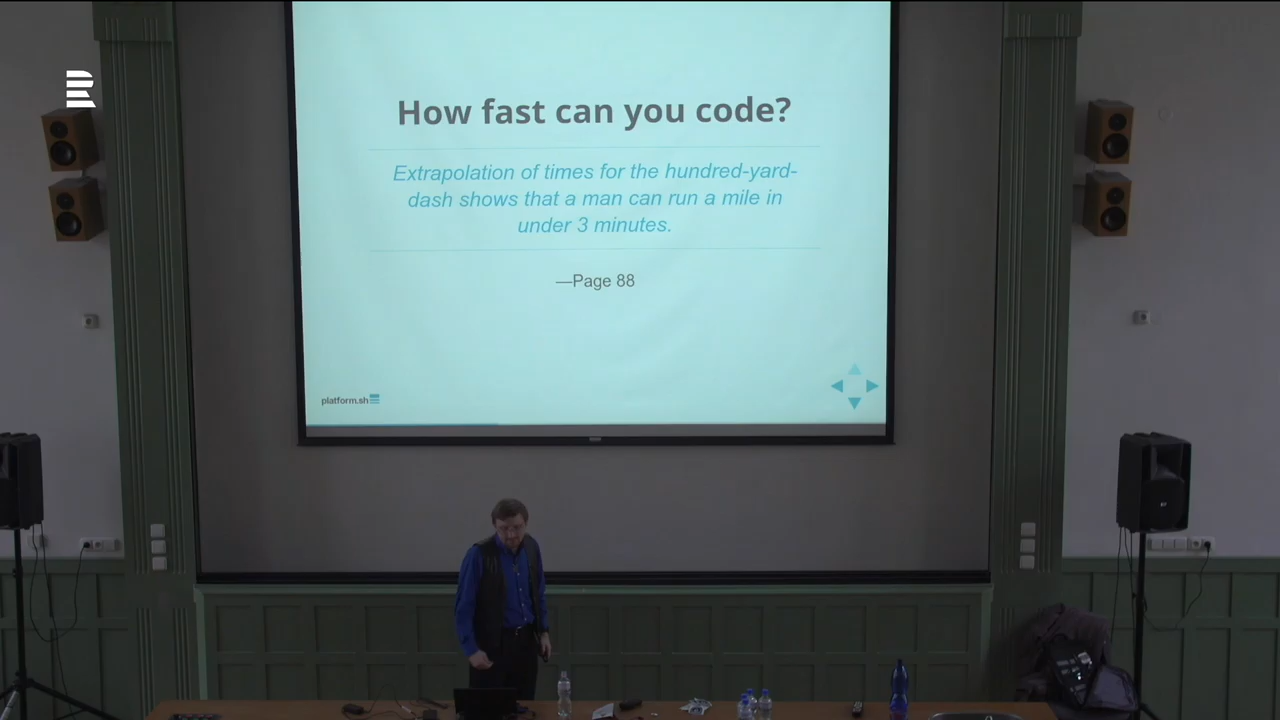 How fast can you code?
Extrapolation of times for the hundred-yard-
dash shows that a man can run a mile in
under 3 minutes.
—Page 88
platform.sh